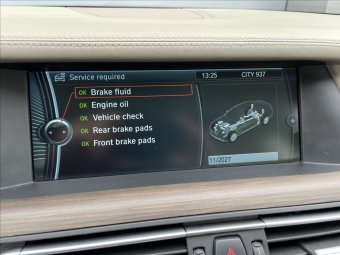 Service required
13:25
CITY 937
OK Brake fluid
OK Engine oil
OK Vehicle check
OK Rear brake pads
OK Front brake pads
11/2027